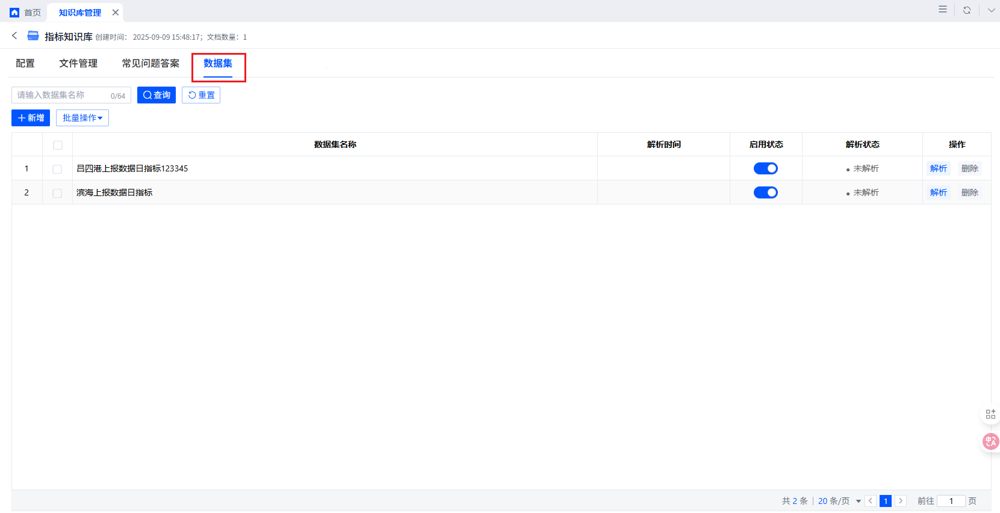 首页 知识库管理
指标知识库 创建时间： 2025-09-09 15:48:17；文档数量：1
配置 文件管理 常见问题答案 数据集
请输入数据集名称 0/64 查询 重置
新增 批量操作
数据集名称 解析时间 启用状态 解析状态 操作
1 吕四港上报数据日指标123345 未解析 解析 删除
2 滨海上报数据日指标 未解析 解析 删除
中A
共 2 条 20 条/页 1 前往 1 页